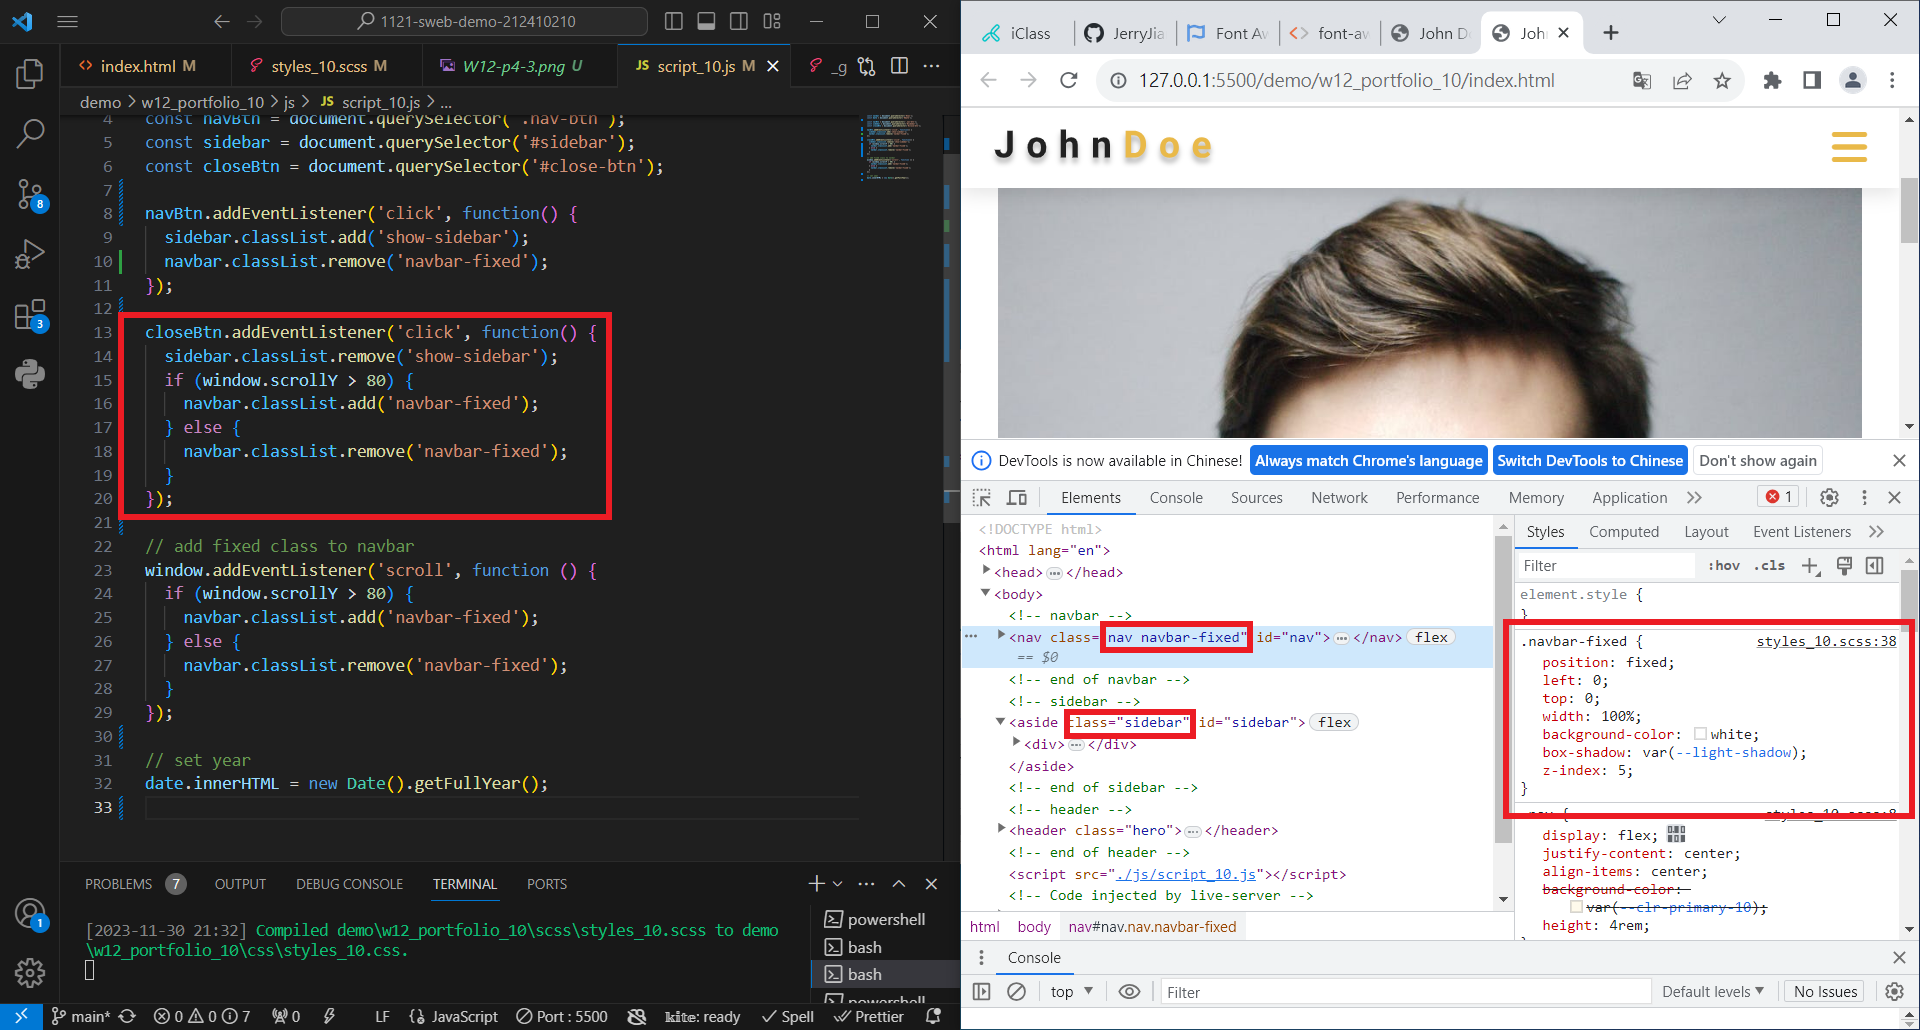 1121-sweb-demo-212410210
index.html M
styles_10.scss M
W12-p4-3.png U
script_10.js M
_g
demo > w12_portfolio_10 > js > JS script_10.js > ...
4 const navBtn = document.querySelector('.nav-btn');
5 const sidebar = document.querySelector('#sidebar');
6 const closeBtn = document.querySelector('#close-btn');
7
8 navBtn.addEventListener('click', function() {
9 sidebar.classList.add('show-sidebar');
10 navbar.classList.remove('navbar-fixed');
11 });
12
13 closeBtn.addEventListener('click', function() {
14 sidebar.classList.remove('show-sidebar');
15 if (window.scrollY > 80) {
16 navbar.classList.add('navbar-fixed');
17 } else {
18 navbar.classList.remove('navbar-fixed');
19 }
20 });
21
22 // add fixed class to navbar
23 window.addEventListener('scroll', function () {
24 if (window.scrollY > 80) {
25 navbar.classList.add('navbar-fixed');
26 } else {
27 navbar.classList.remove('navbar-fixed');
28 }
29 });
30
31 // set year
32 date.innerHTML = new Date().getFullYear();
33
8
3
1
PROBLEMS 7 OUTPUT DEBUG CONSOLE TERMINAL PORTS
[2023-11-30 21:32] Compiled demo\w12_portfolio_10\scss\styles_10.scss to demo
\w12_portfolio_10\css\styles_10.css.
powershell
bash
bash
powershell
main* 0 0 7 0 LF JavaScript Port : 5500 kite: ready Spell Prettier
iClass
JerryJia
Font Aw
font-aw
John D
Joh
127.0.0.1:5500/demo/w12_portfolio_10/index.html
JohnDoe
DevTools is now available in Chinese! Always match Chrome's language Switch DevTools to Chinese Don't show again
Elements Console Sources Network Performance Memory Application 1
<!DOCTYPE html>
<html lang="en">
<head> ... </head>
<body>
<!-- navbar -->
<nav class="nav navbar-fixed" id="nav"> ... </nav> flex
== $0
<!-- end of navbar -->
<!-- sidebar -->
<aside class="sidebar" id="sidebar"> flex
<div> ... </div>
</aside>
<!-- end of sidebar -->
<!-- header -->
<header class="hero"> ... </header>
<!-- end of header -->
<script src="./js/script_10.js"></script>
<!-- Code injected by live-server -->
html body nav#nav.nav.navbar-fixed
Styles Computed Layout Event Listeners
Filter :hov .cls
element.style {
}
.navbar-fixed { styles_10.scss:38
position: fixed;
left: 0;
top: 0;
width: 100%;
background-color: white;
box-shadow: var(--light-shadow);
z-index: 5;
}
.nav { styles_10.scss:8
display: flex;
justify-content: center;
align-items: center;
background-color:
var(--clr-primary-10);
height: 4rem;
Console
top Filter Default levels No Issues